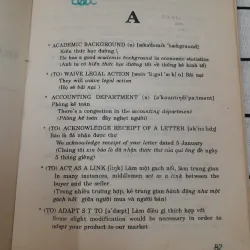 A
* ACADEMIC BACKGROUND (n) [ækə'demik 'bækgraund]
Kiến thức học đường \
He has a good academic background in economic statistics
(Anh ta có kiến thức học đường tốt về thống kê kinh tế)
* (TO) WAIVE LEGAL ACTION [weiv 'li:gəl 'æk∫n] Bãi nại
They will waive legal action
(Họ sẽ bãi nại)
* ACCOUNTING DEPARTMENT (n) [ə'kauntiŋ di'pa:tmənt]
Phòng kế toán
There's a congestion in the accounting department
(Phòng kế toán đầy nghẹt người)
* (TO) ACKNOWLEDGE RECEIPT OF A LETTER [ək'nɔlidʒ
Báo là đã nhận được thư
We acknowledge receipt of your letter dated 5 January
(Chúng tôi xin báo là đã nhận được thư của quí ông đề ngày
5 tháng giêng)
* (TO) ACT AS A LINK [liŋk] Làm một gạch nối, làm trung gian
In many instances, middlemen act as a link between the
buyer and the seller
(Trong nhiều trường hợp, kẻ trung gian hành động như một
gạch nối giữa người mua và người bán)
* (TO) ADAPT S T TO [ə'dæpt] Làm điều gì thích hợp với
Some slight modification would be necessary in order to
adapt your product to our market